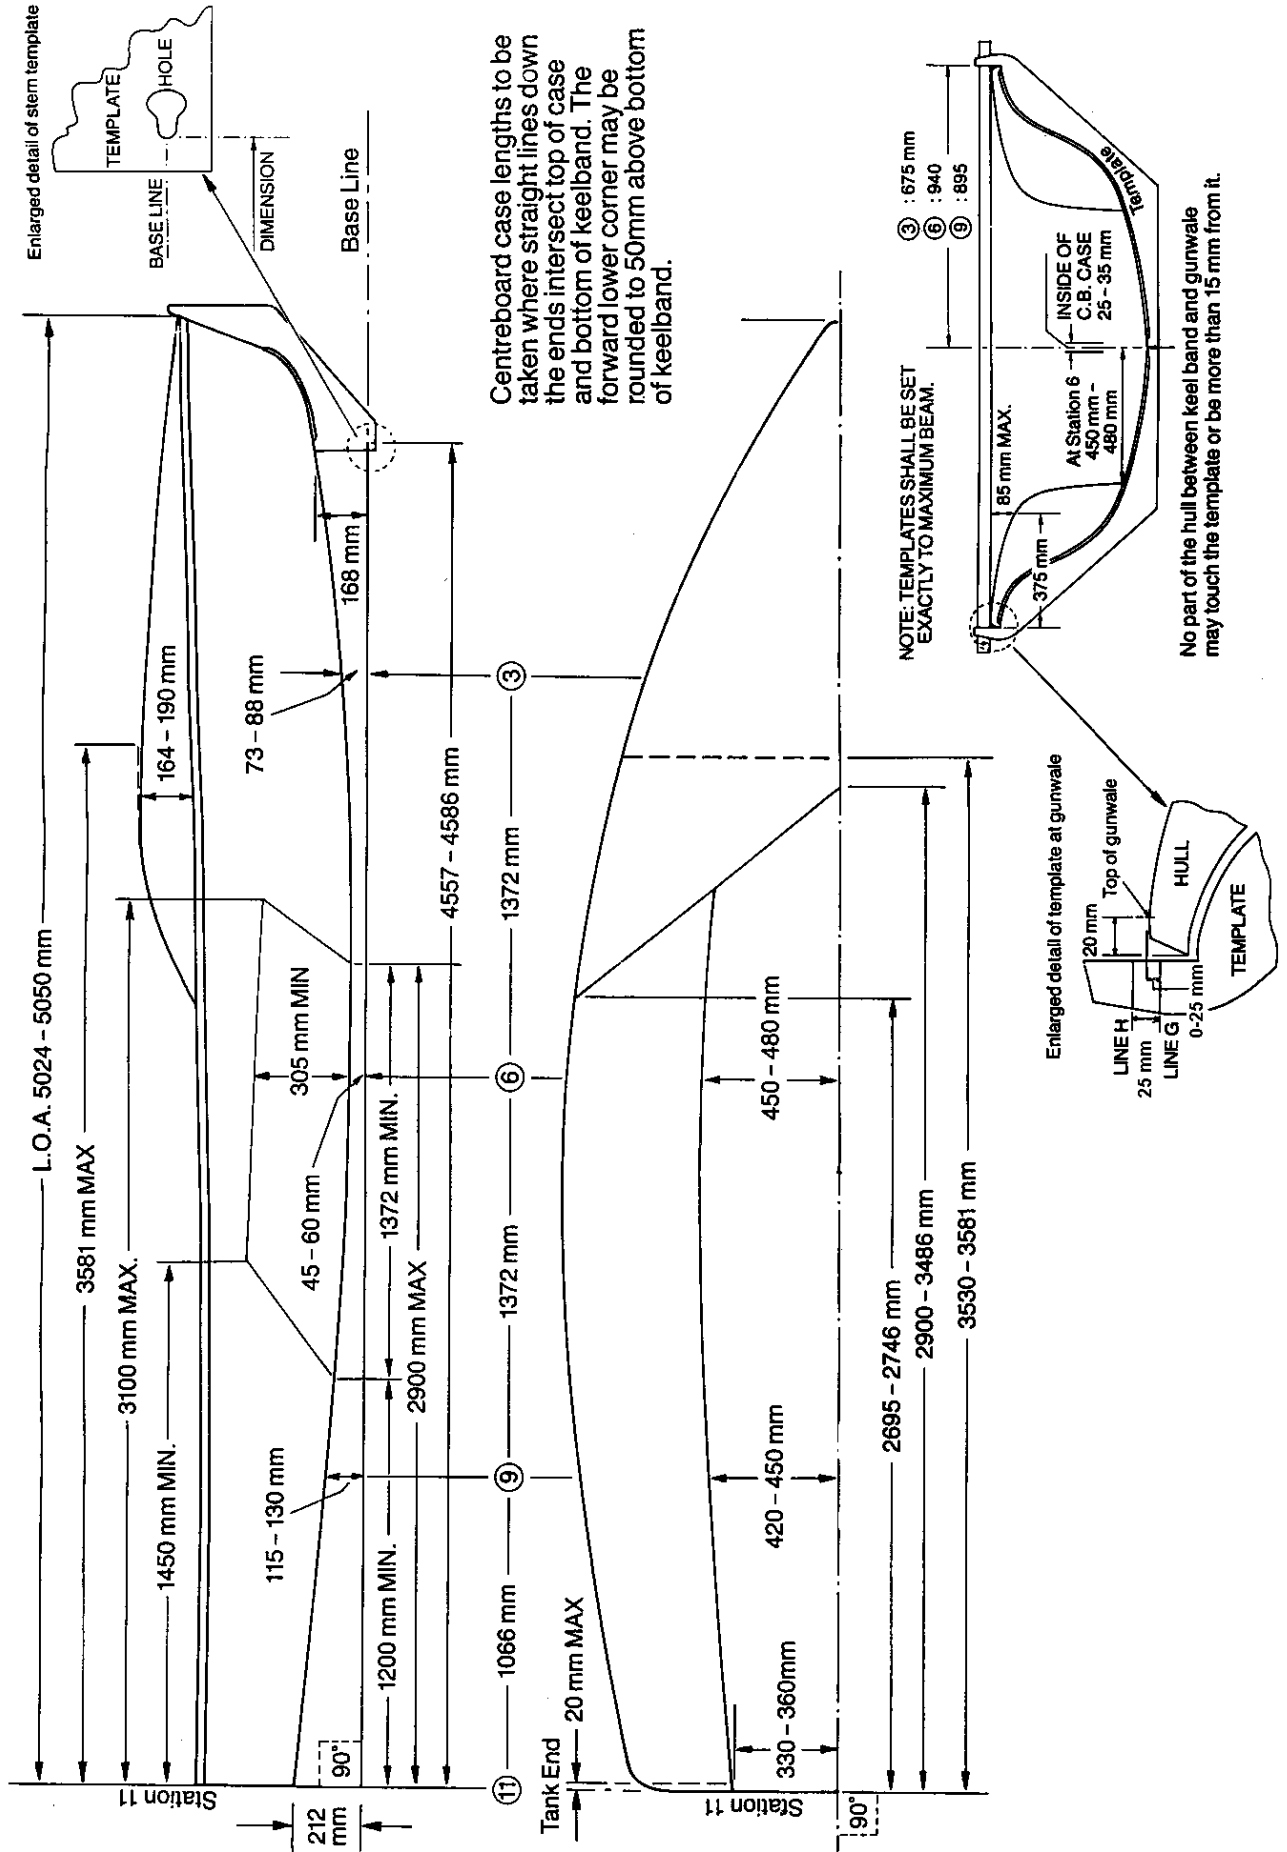 Enlarged detail of stem template
TEMPLATE
HOLE
BASE LINE
DIMENSION
Base Line
L.O.A. 5024 – 5050 mm
3581 mm MAX
3100 mm MAX.
1450 mm MIN.
164 – 190 mm
73 – 88 mm
168 mm
305 mm MIN
45 – 60 mm
115 – 130 mm
1372 mm MIN.
1200 mm MIN.
2900 mm MAX
4557 – 4586 mm
90°
Station 11
212
mm
Centreboard case lengths to be
taken where straight lines down
the ends intersect top of case
and bottom of keelband. The
forward lower corner may be
rounded to 50mm above bottom
of keelband.
11
1066 mm
9
1372 mm
6
1372 mm
3
Tank End
20 mm MAX
Station 11
90°
330 – 360mm
420 – 450 mm
450 – 480 mm
2695 – 2746 mm
2900 – 3486 mm
3530 – 3581 mm
NOTE: TEMPLATES SHALL BE SET
EXACTLY TO MAXIMUM BEAM.
3 : 675 mm
6 : 940
9 : 895
85 mm MAX.
375 mm
At Station 6
450 mm –
480 mm
INSIDE OF
C.B. CASE
25 - 35 mm
Template
No part of the hull between keel band and gunwale
may touch the template or be more than 15 mm from it.
Enlarged detail of template at gunwale
Top of gunwale
20 mm
HULL
TEMPLATE
LINE H
25 mm
LINE G
0-25 mm